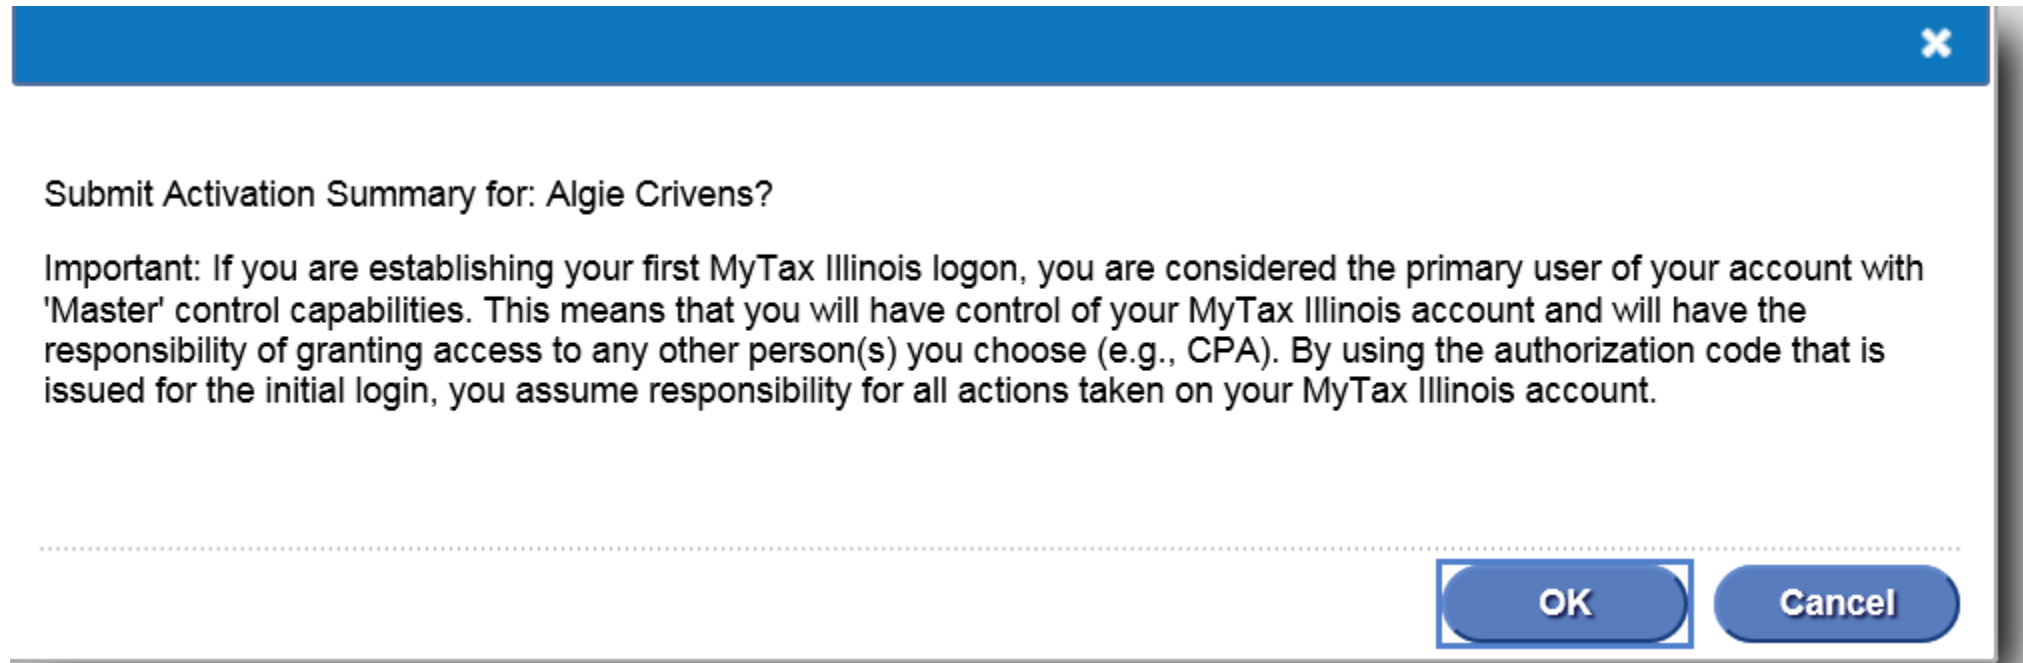 Submit Activation Summary for: Algie Crivens?
Important: If you are establishing your first MyTax Illinois logon, you are considered the primary user of your account with
'Master' control capabilities. This means that you will have control of your MyTax Illinois account and will have the
responsibility of granting access to any other person(s) you choose (e.g., CPA). By using the authorization code that is
issued for the initial login, you assume responsibility for all actions taken on your MyTax Illinois account.
OK Cancel